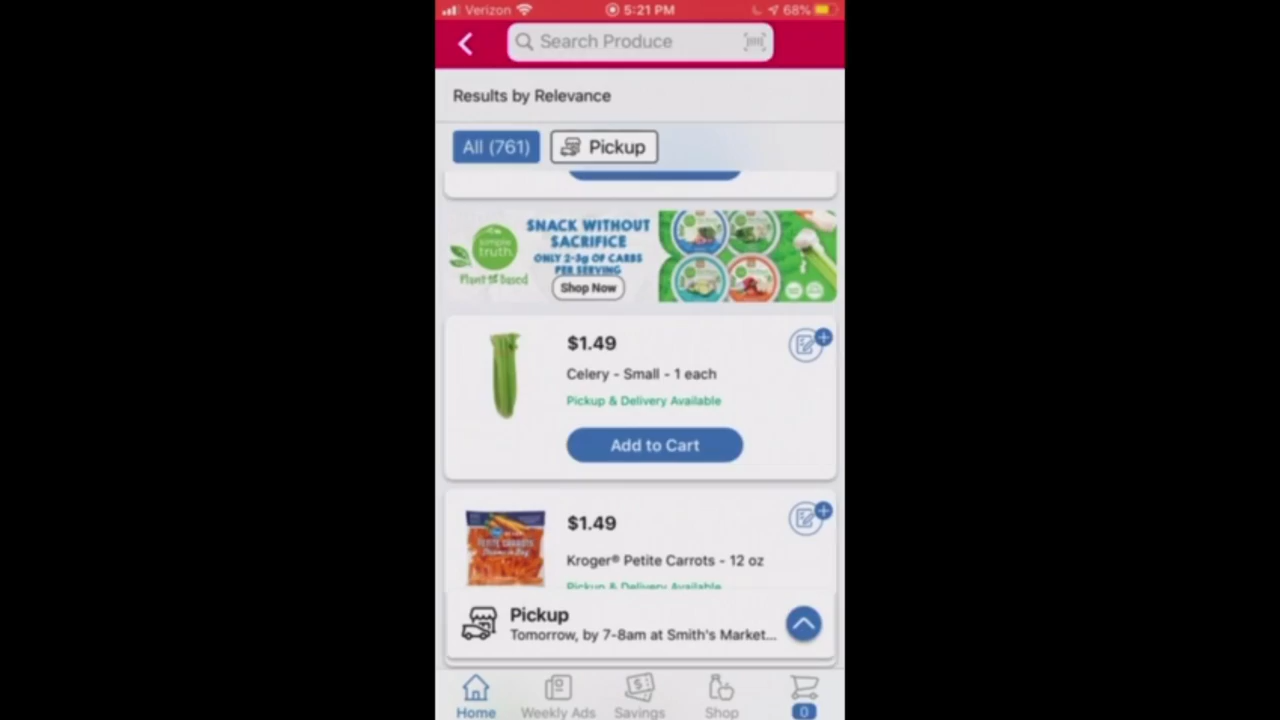 Verizon 5:21 PM 68%
Search Produce
Results by Relevance
All (761) Pickup
simple truth
Plant Based
SNACK WITHOUT
SACRIFICE
ONLY 2-3g OF CARBS
PER SERVING
Shop Now
$1.49
Celery - Small - 1 each
Pickup & Delivery Available
Add to Cart
$1.49
PETITE CARROTS
Kroger® Petite Carrots - 12 oz
Pickup & Delivery Available
Pickup
Tomorrow, by 7-8am at Smith's Market...
Home Weekly Ads Savings Shop 0